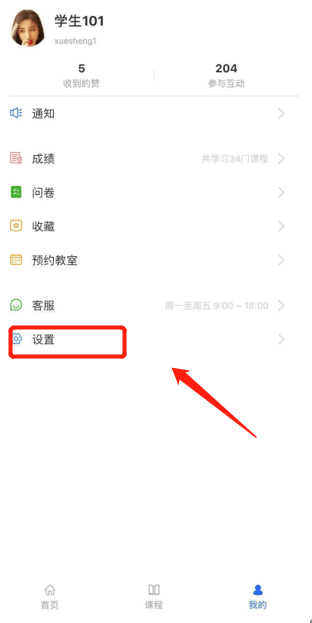 学生101
xuesheng1
5
收到的赞
204
参与互动
通知
成绩 共学习34门课程
问卷
收藏
预约教室
客服 周一至周五 9:00 ~ 18:00
设置
首页 课程 我的